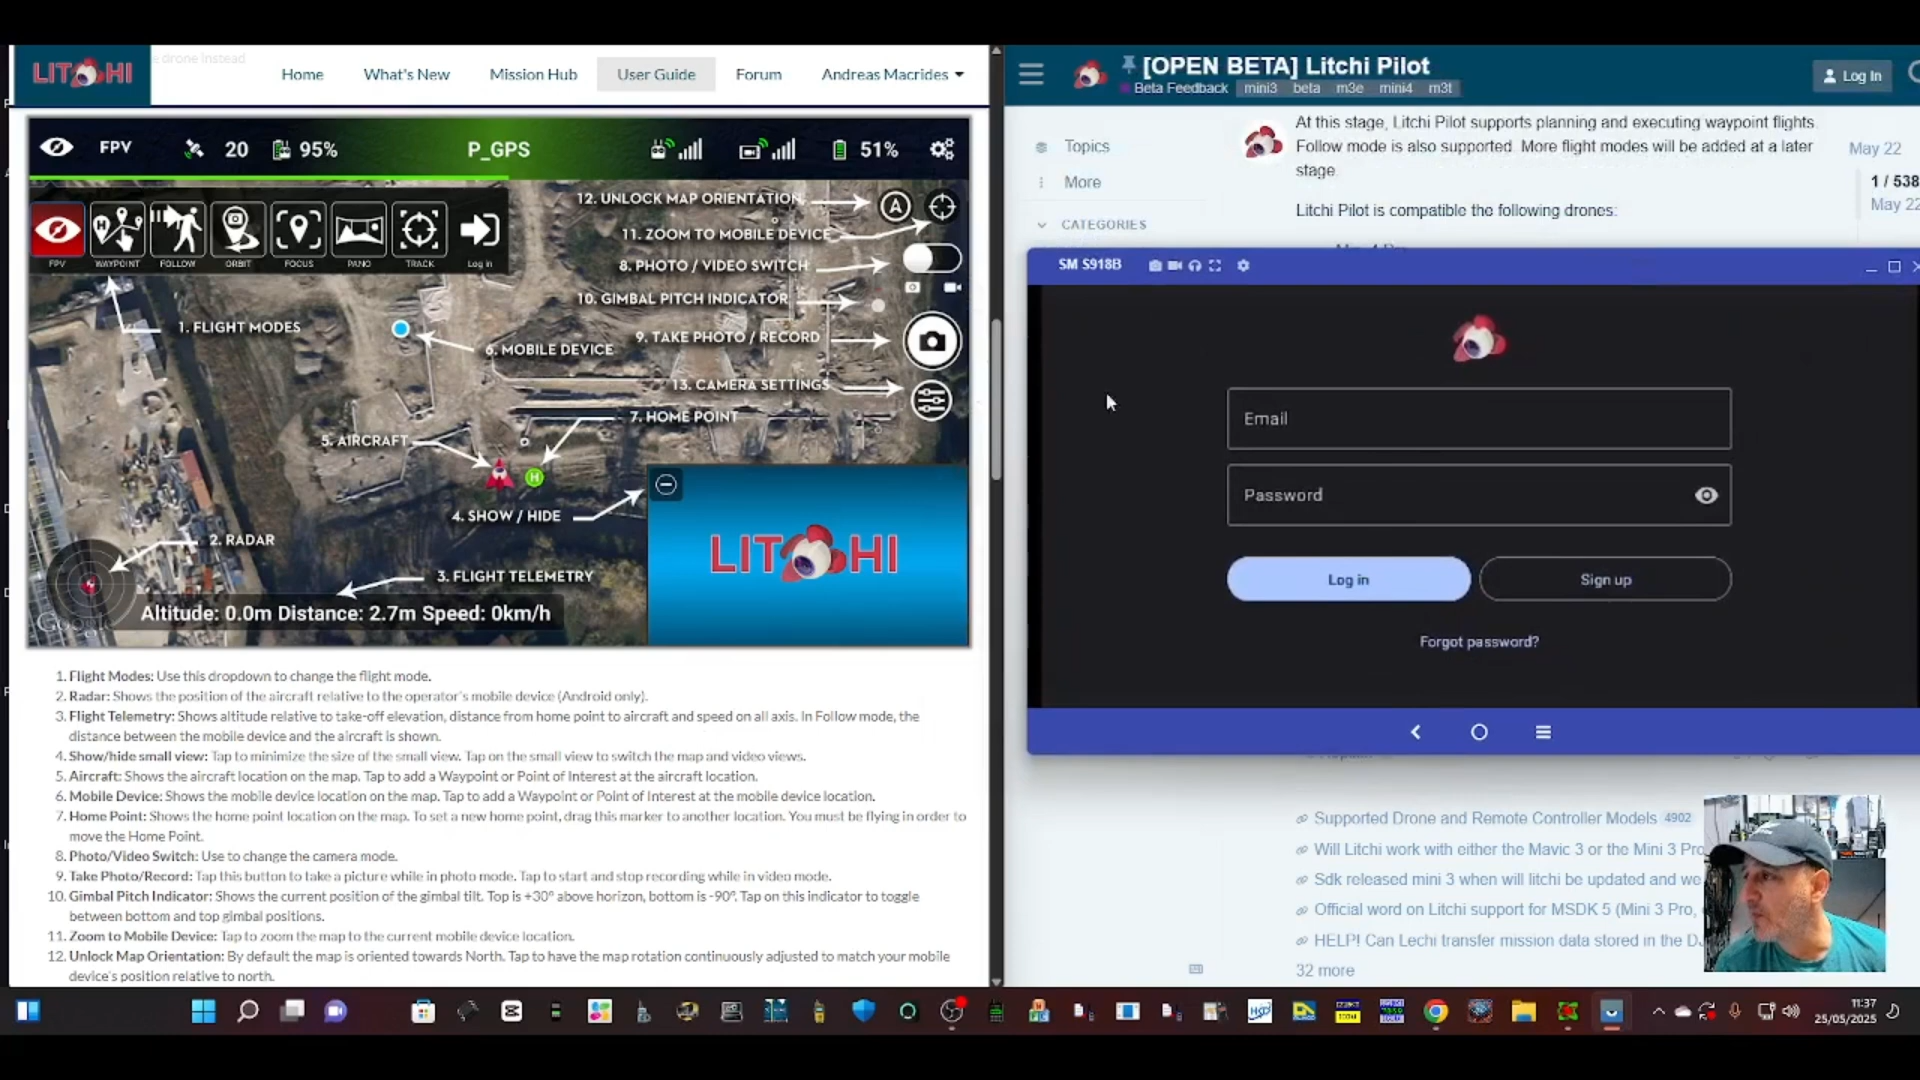 LITCHI
e drone instead
Home
What's New
Mission Hub
User Guide
Forum
Andreas Macrides
FPV
20
95%
P_GPS
51%
FPV
WAYPOINT
FOLLOW
ORBIT
FOCUS
PANO
TRACK
Log in
12. UNLOCK MAP ORIENTATION
A
11. ZOOM TO MOBILE DEVICE
8. PHOTO / VIDEO SWITCH
10. GIMBAL PITCH INDICATOR
1. FLIGHT MODES
9. TAKE PHOTO / RECORD
6. MOBILE DEVICE
13. CAMERA SETTINGS
7. HOME POINT
5. AIRCRAFT
H
4. SHOW / HIDE
2. RADAR
LITCHI
3. FLIGHT TELEMETRY
Altitude: 0.0m Distance: 2.7m Speed: 0km/h
Google
1. Flight Modes: Use this dropdown to change the flight mode.
2. Radar: Shows the position of the aircraft relative to the operator's mobile device (Android only).
3. Flight Telemetry: Shows altitude relative to take-off elevation, distance from home point to aircraft and speed on all axis. In Follow mode, the
distance between the mobile device and the aircraft is shown.
4. Show/hide small view: Tap to minimize the size of the small view. Tap on the small view to switch the map and video views.
5. Aircraft: Shows the aircraft location on the map. Tap to add a Waypoint or Point of Interest at the aircraft location.
6. Mobile Device: Shows the mobile device location on the map. Tap to add a Waypoint or Point of Interest at the mobile device location.
7. Home Point: Shows the home point location on the map. To set a new home point, drag this marker to another location. You must be flying in order to
move the Home Point.
8. Photo/Video Switch: Use to change the camera mode.
9. Take Photo/Record: Tap this button to take a picture while in photo mode. Tap to start and stop recording while in video mode.
10. Gimbal Pitch Indicator: Shows the current position of the gimbal tilt. Top is +30° above horizon, bottom is -90°. Tap on this indicator to toggle
between bottom and top gimbal positions.
11. Zoom to Mobile Device: Tap to zoom the map to the current mobile device location.
12. Unlock Map Orientation: By default the map is oriented towards North. Tap to have the map rotation continuously adjusted to match your mobile
device's position relative to north.
[OPEN BETA] Litchi Pilot
Beta Feedback mini3 beta m3e mini4 m3t
Log In
Topics
More
CATEGORIES
At this stage, Litchi Pilot supports planning and executing waypoint flights.
Follow mode is also supported. More flight modes will be added at a later
stage.
Litchi Pilot is compatible the following drones:
May 22
1 / 538
May 22
SM S918B
Email
Password
Log in
Sign up
Forgot password?
Supported Drone and Remote Controller Models 4902
Will Litchi work with either the Mavic 3 or the Mini 3 Pro
Sdk released mini 3 when will litchi be updated and we
Official word on Litchi support for MSDK 5 (Mini 3 Pro,
HELP! Can Lechi transfer mission data stored in the DJ
32 more
11:37
25/05/2025